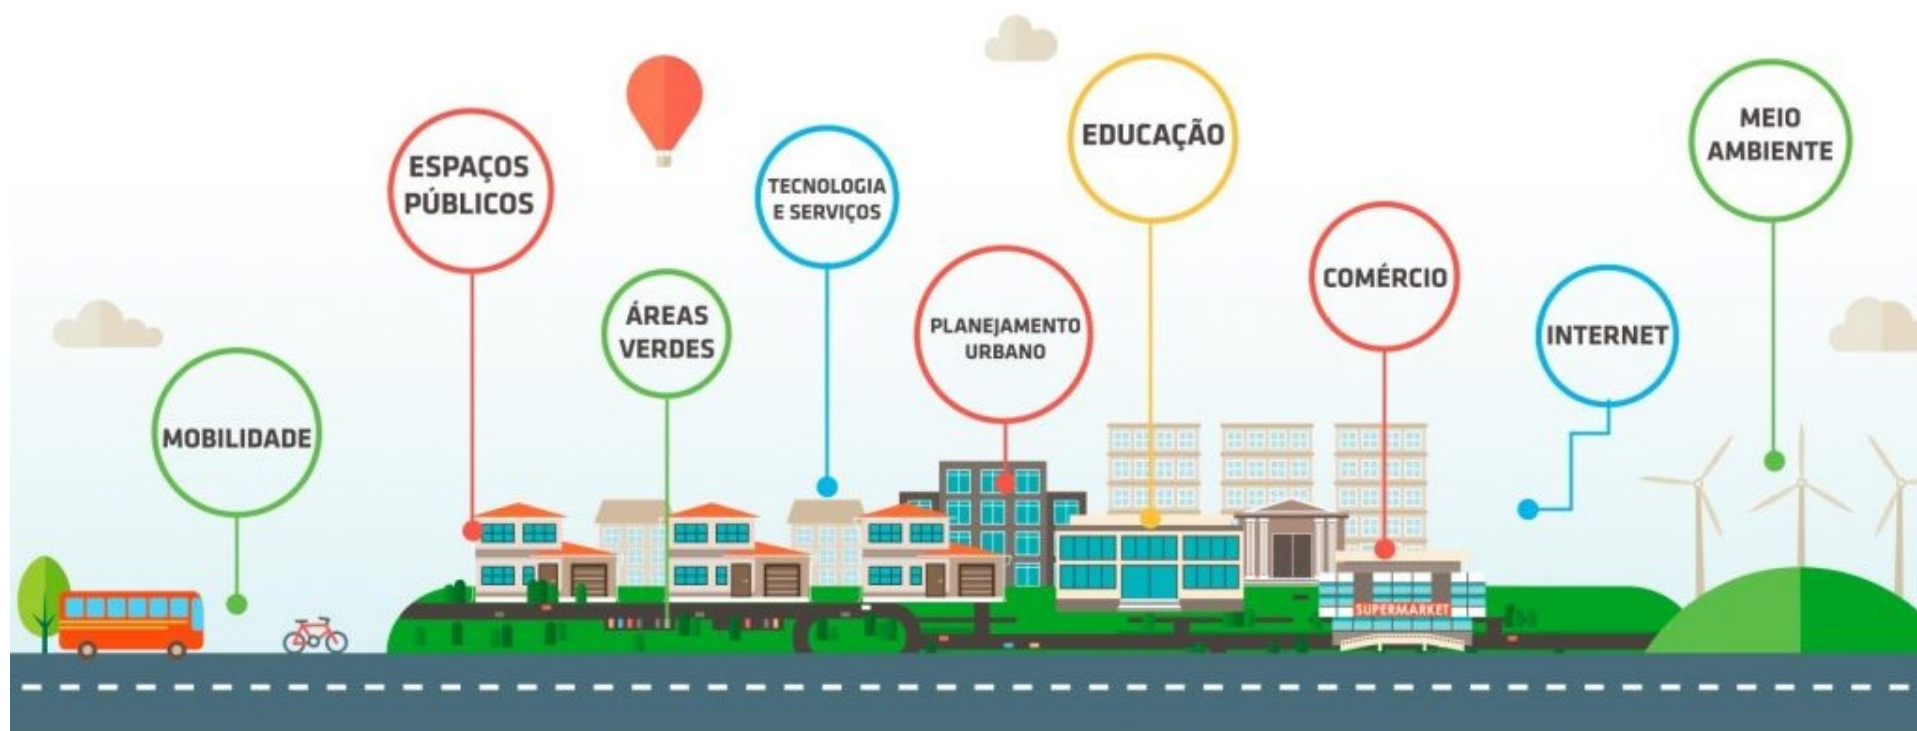 MOBILIDADE
ESPAÇOS
PÚBLICOS
ÁREAS
VERDES
TECNOLOGIA
E SERVIÇOS
PLANEJAMENTO
URBANO
EDUCAÇÃO
COMÉRCIO
INTERNET
MEIO
AMBIENTE
SUPERMARKET